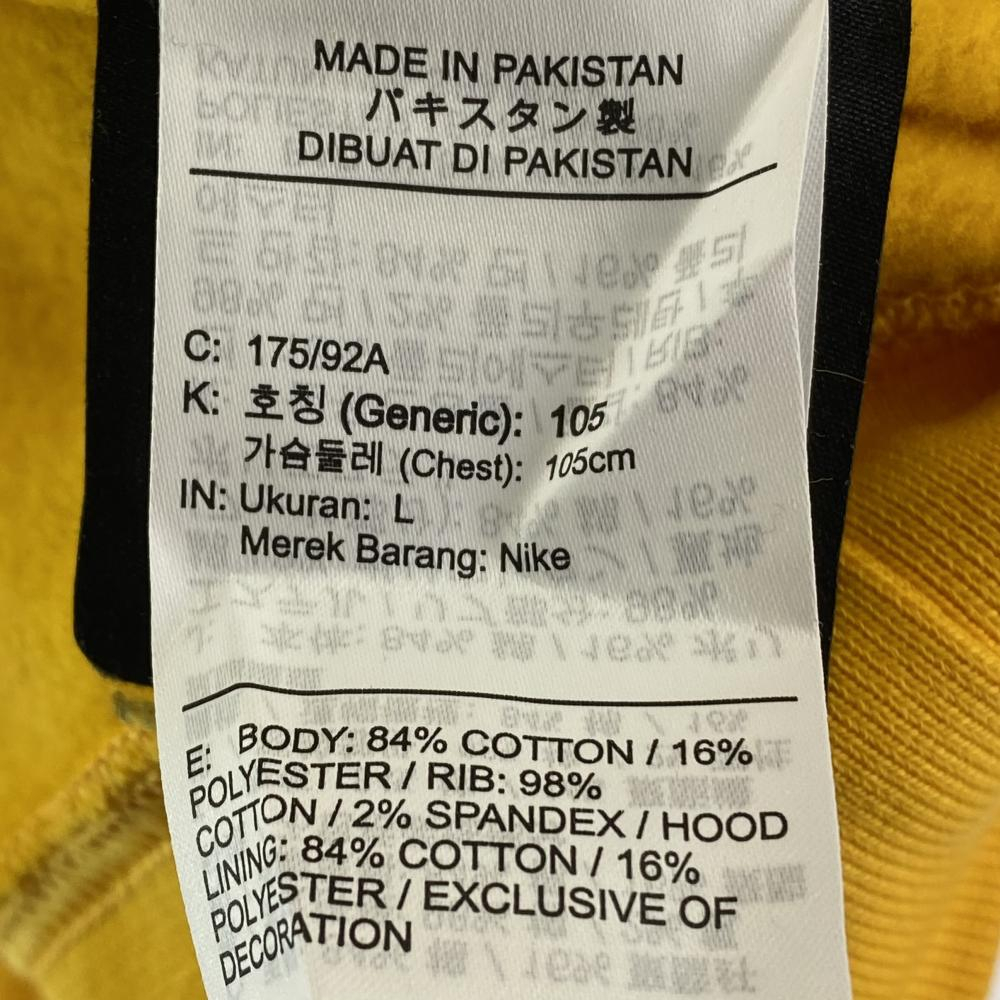 MADE IN PAKISTAN
パキスタン製
DIBUAT DI PAKISTAN
C: 175/92A
K: 호칭 (Generic): 105
가슴둘레 (Chest): 105cm
IN: Ukuran: L
Merek Barang: Nike
E: BODY: 84% COTTON / 16%
POLYESTER / RIB: 98%
COTTON / 2% SPANDEX / HOOD
LINING: 84% COTTON / 16%
POLYESTER / EXCLUSIVE OF
DECORATION